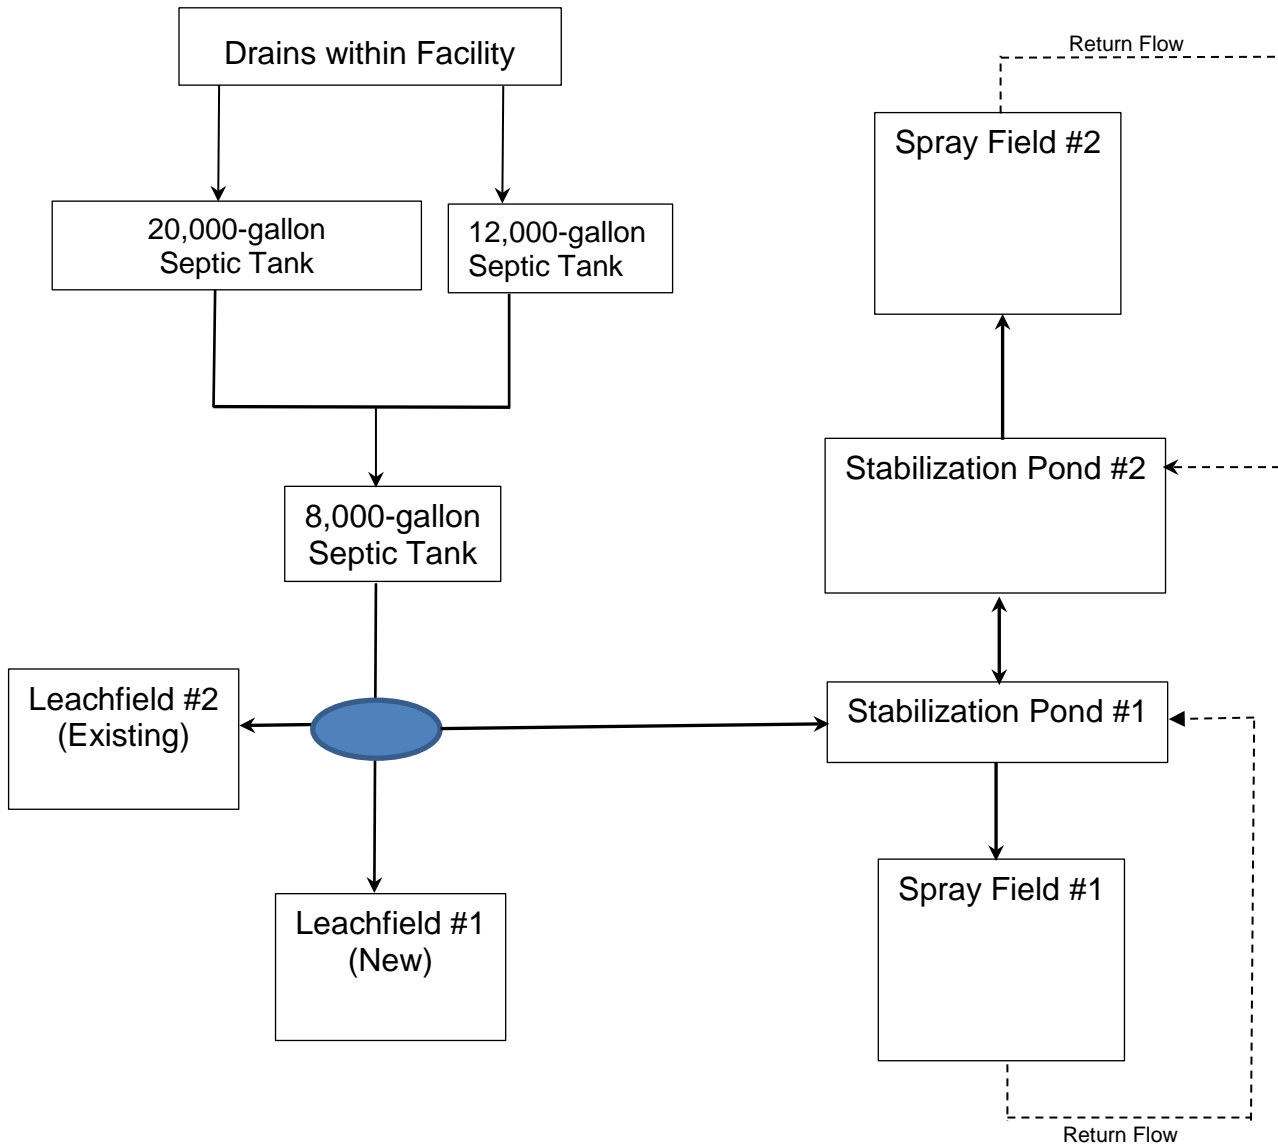 Drains within Facility
Return Flow
Spray Field #2
20,000-gallon
Septic Tank
12,000-gallon
Septic Tank
Stabilization Pond #2
8,000-gallon
Septic Tank
Leachfield #2
(Existing)
Stabilization Pond #1
Spray Field #1
Leachfield #1
(New)
Return Flow